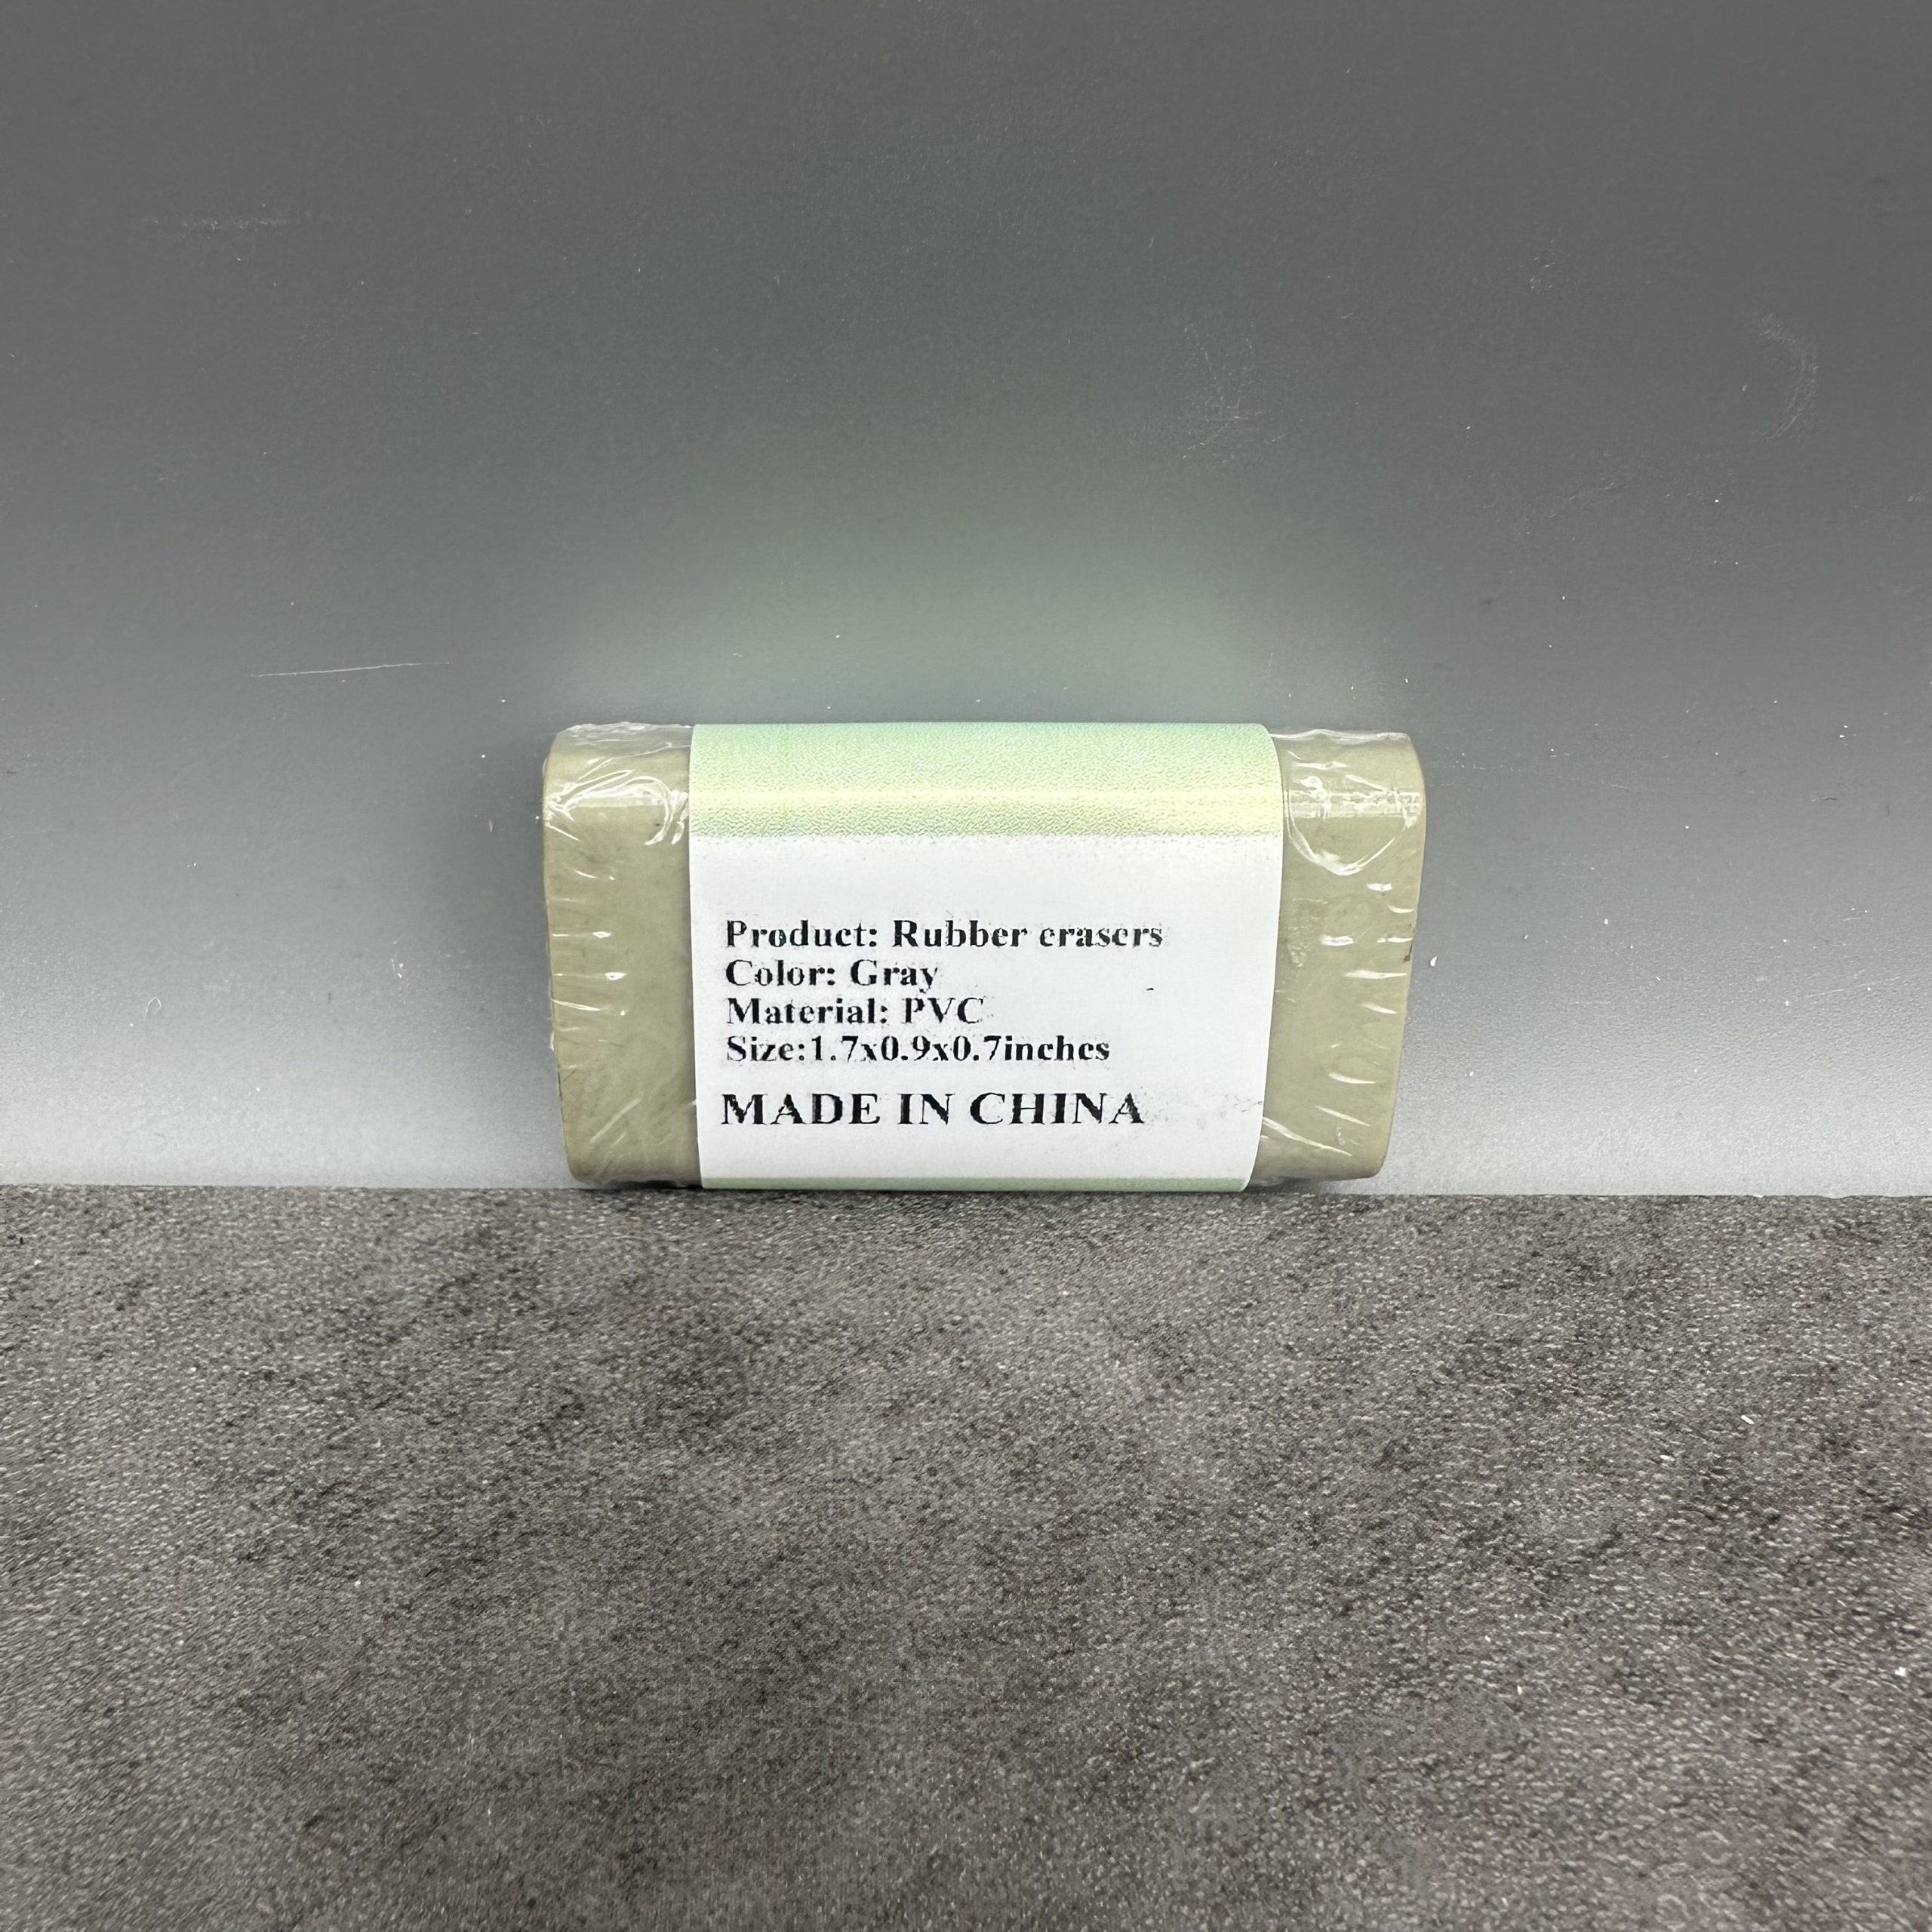 Product: Rubber erasers
Color: Gray
Material: PVC
Size:1.7x0.9x0.7inches
MADE IN CHINA